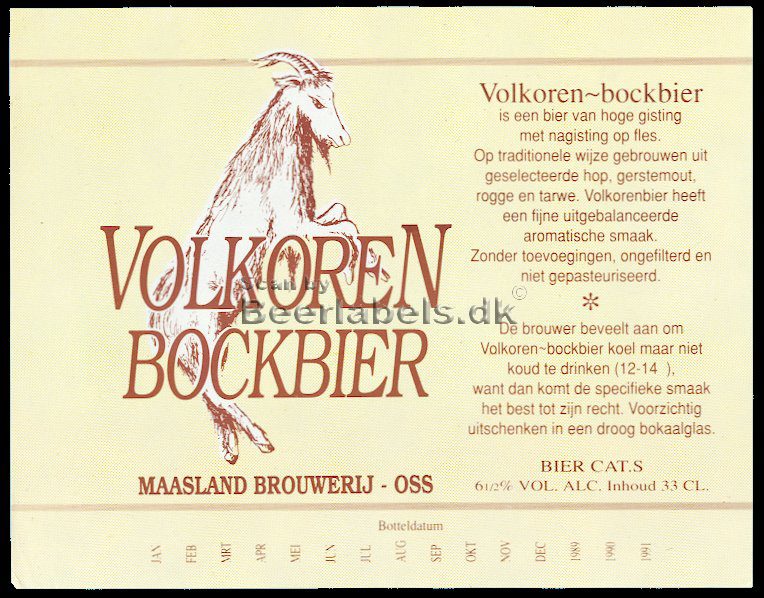 VOLKOREN
BOCKBIER
MAASLAND BROUWERIJ - OSS
Volkoren~bockbier
is een bier van hoge gisting
met nagisting op fles.
Op traditionele wijze gebrouwen uit
geselecteerde hop, gerstemout,
rogge en tarwe. Volkorenbier heeft
een fijne uitgebalanceerde
aromatische smaak.
Zonder toevoegingen, ongefilterd en
niet gepasteuriseerd.
*
De brouwer beveelt aan om
Volkoren~bockbier koel maar niet
koud te drinken (12-14 ),
want dan komt de specifieke smaak
het best tot zijn recht. Voorzichtig
uitschenken in een droog bokaalglas.
BIER CAT.S
6 1/2% VOL. ALC. Inhoud 33 CL.
Botteldatum
JAN FEB MRT APR MEI JUN JUL AUG SEP OKT NOV DEC 1989 1990 1991
Scan by
Beerlabels.dk©